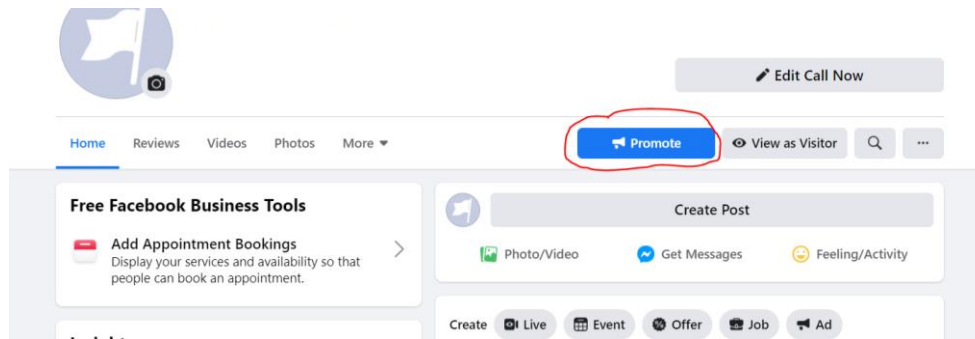 Edit Call Now
Home Reviews Videos Photos More
Promote View as Visitor
Free Facebook Business Tools
Add Appointment Bookings
Display your services and availability so that
people can book an appointment.
Create Post
Photo/Video Get Messages Feeling/Activity
Create Live Event Offer Job Ad